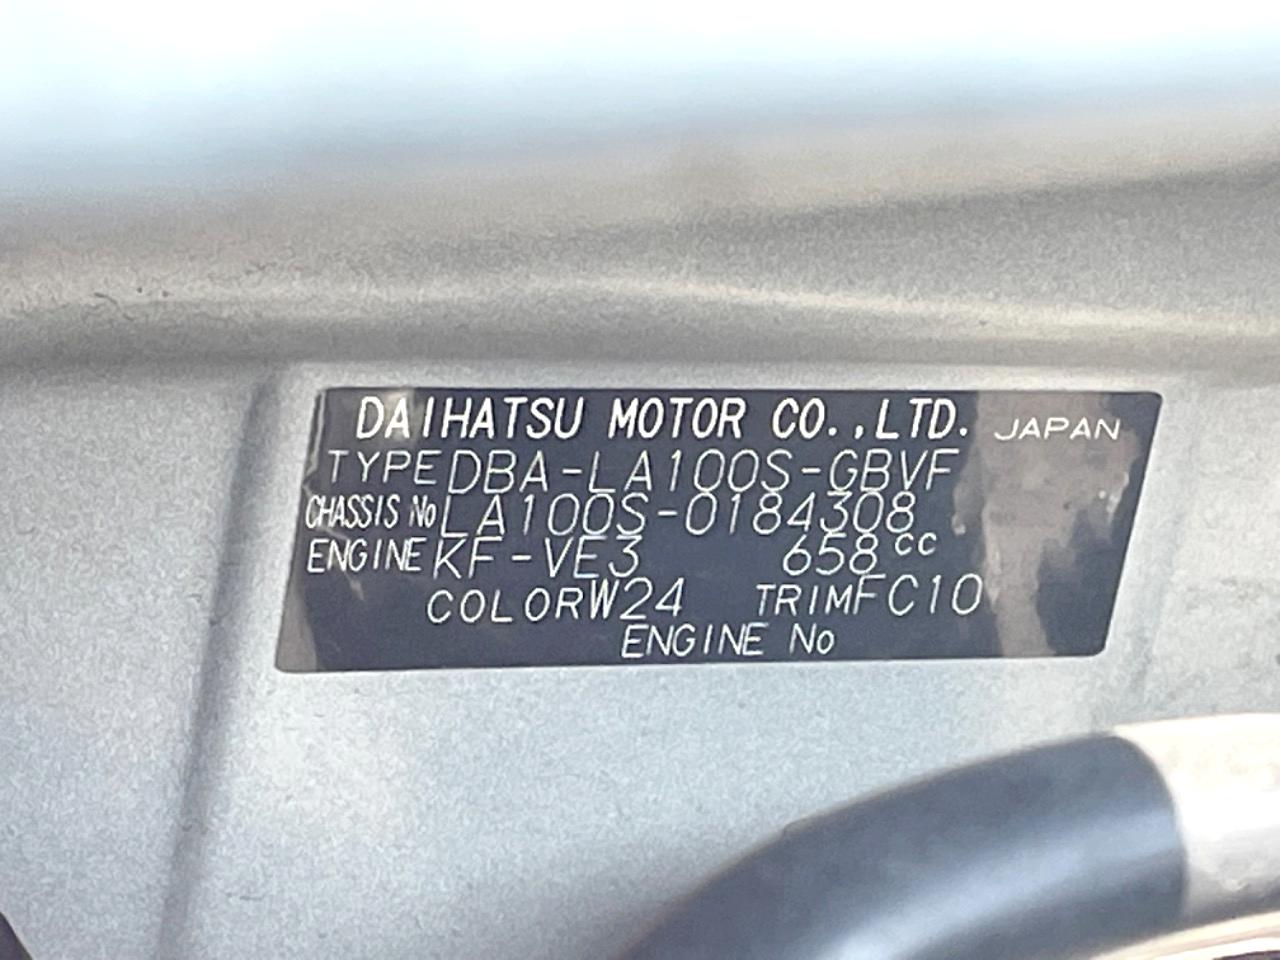 DAIHATSU MOTOR CO.,LTD. JAPAN
TYPE DBA-LA100S-GBVF
CHASSIS No LA100S-0184308
ENGINE KF-VE3 658cc
COLOR W24 TRIM FC10
ENGINE No